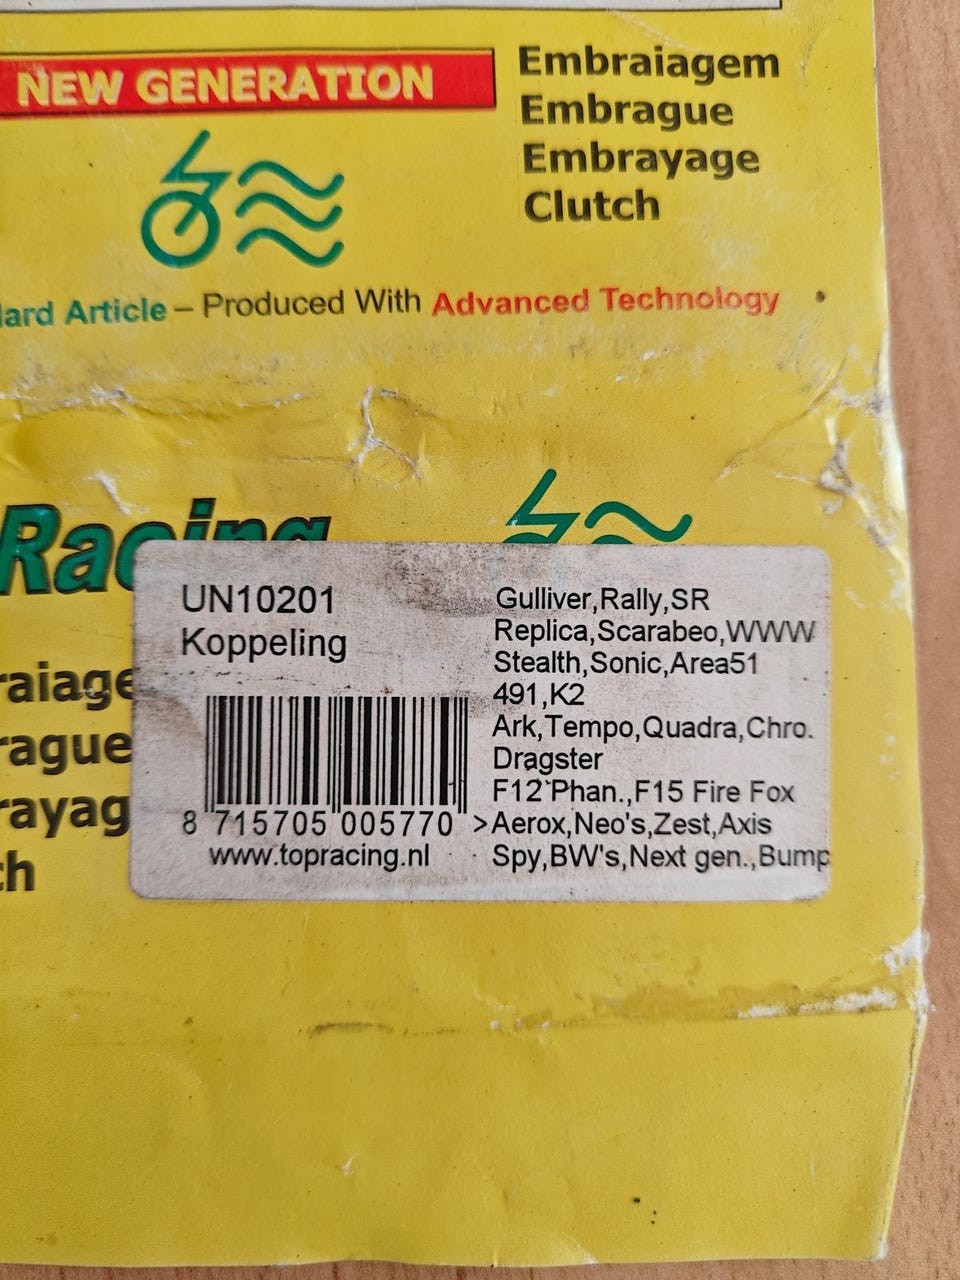 NEW GENERATION
Embraiagem
Embrague
Embrayage
Clutch
dard Article – Produced With Advanced Technology
Racing
raiage
rague
rayag
ch
UN10201
Koppeling
8 715705 005770 >
www.topracing.nl
Gulliver,Rally,SR
Replica,Scarabeo,WWW
Stealth,Sonic,Area51
491,K2
Ark,Tempo,Quadra,Chro.
Dragster
F12 Phan.,F15 Fire Fox
Aerox,Neo's,Zest,Axis
Spy,BW's,Next gen.,Bump